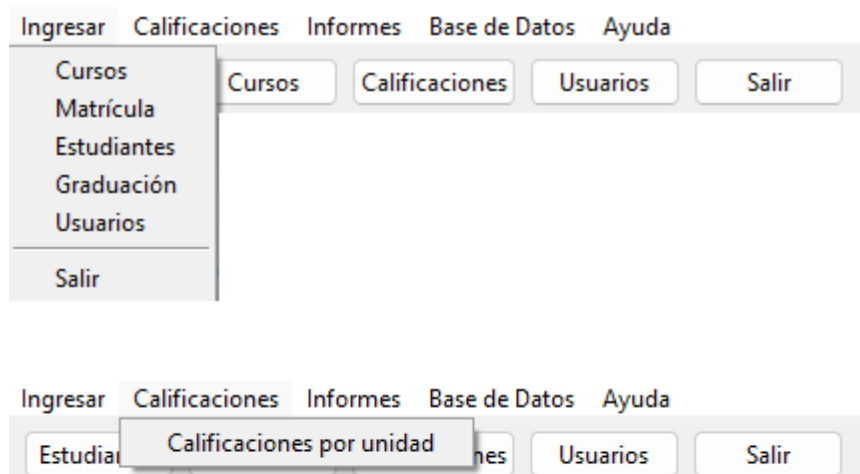 Ingresar Calificaciones Informes Base de Datos Ayuda
Cursos
Cursos Calificaciones Usuarios Salir
Matrícula
Estudiantes
Graduación
Usuarios
Salir
Ingresar Calificaciones Informes Base de Datos Ayuda
Calificaciones por unidad
Usuarios Salir